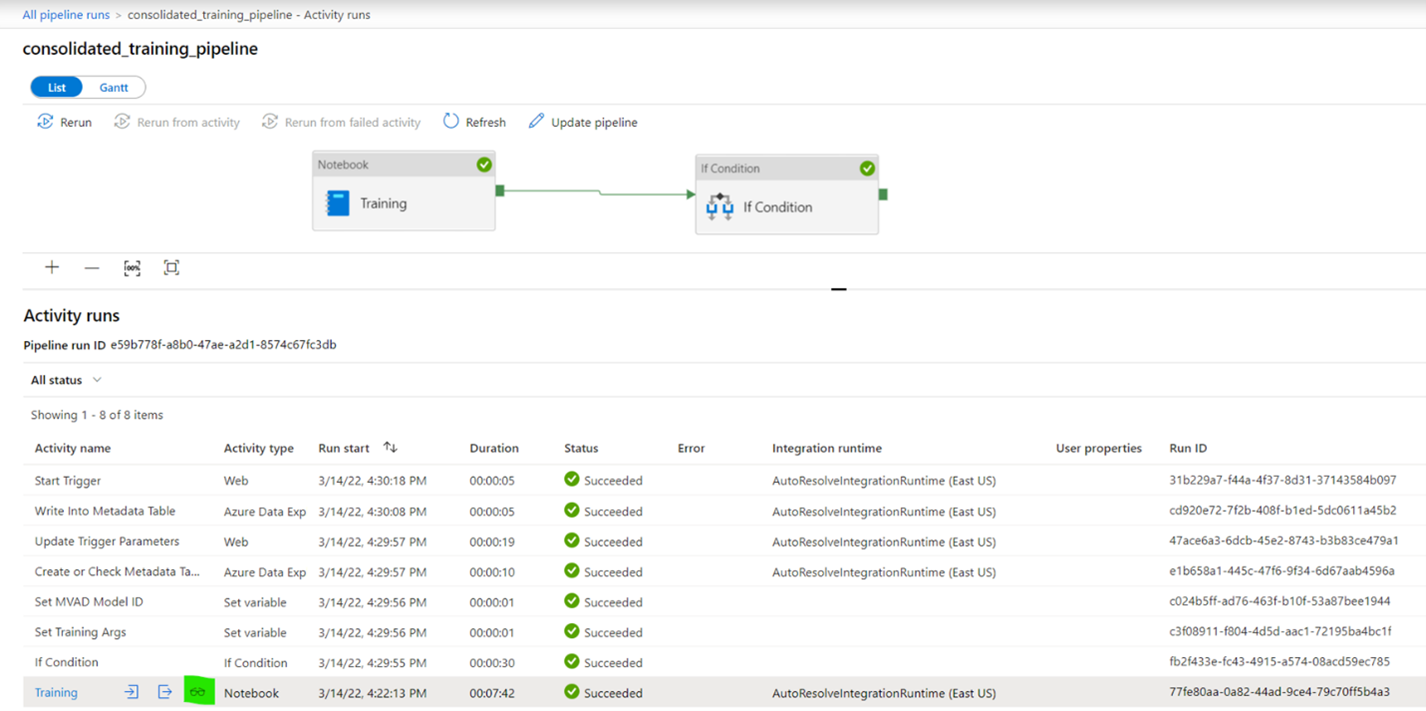 All pipeline runs > consolidated_training_pipeline - Activity runs
consolidated_training_pipeline
List Gantt
Rerun Rerun from activity Rerun from failed activity Refresh Update pipeline
Notebook If Condition
Training If Condition
100%
Activity runs
Pipeline run ID e59b778f-a8b0-47ae-a2d1-8574c67fc3db
All status
Showing 1 - 8 of 8 items
Activity name Activity type Run start Duration Status Error Integration runtime User properties Run ID
Start Trigger Web 3/14/22, 4:30:18 PM 00:00:05 Succeeded AutoResolveIntegrationRuntime (East US) 31b229a7-f44a-4f37-8d31-37143584b097
Write Into Metadata Table Azure Data Exp 3/14/22, 4:30:08 PM 00:00:05 Succeeded AutoResolveIntegrationRuntime (East US) cd920e72-7f2b-408f-b1ed-5dc0611a45b2
Update Trigger Parameters Web 3/14/22, 4:29:57 PM 00:00:19 Succeeded AutoResolveIntegrationRuntime (East US) 47ace6a3-6dcb-45e2-8743-b3b83ce479a1
Create or Check Metadata Ta... Azure Data Exp 3/14/22, 4:29:57 PM 00:00:10 Succeeded AutoResolveIntegrationRuntime (East US) e1b658a1-445c-47f6-9f34-6d67aab4596a
Set MVAD Model ID Set variable 3/14/22, 4:29:56 PM 00:00:01 Succeeded c024b5ff-ad76-463f-b10f-53a87bee1944
Set Training Args Set variable 3/14/22, 4:29:56 PM 00:00:01 Succeeded c3f08911-f804-4d5d-aac1-72195ba4bc1f
If Condition If Condition 3/14/22, 4:29:55 PM 00:00:30 Succeeded fb2f433e-fc43-4915-a574-08acd59ec785
Training Notebook 3/14/22, 4:22:13 PM 00:07:42 Succeeded AutoResolveIntegrationRuntime (East US) 77fe80aa-0a82-44ad-9ce4-79c70ff5b4a3